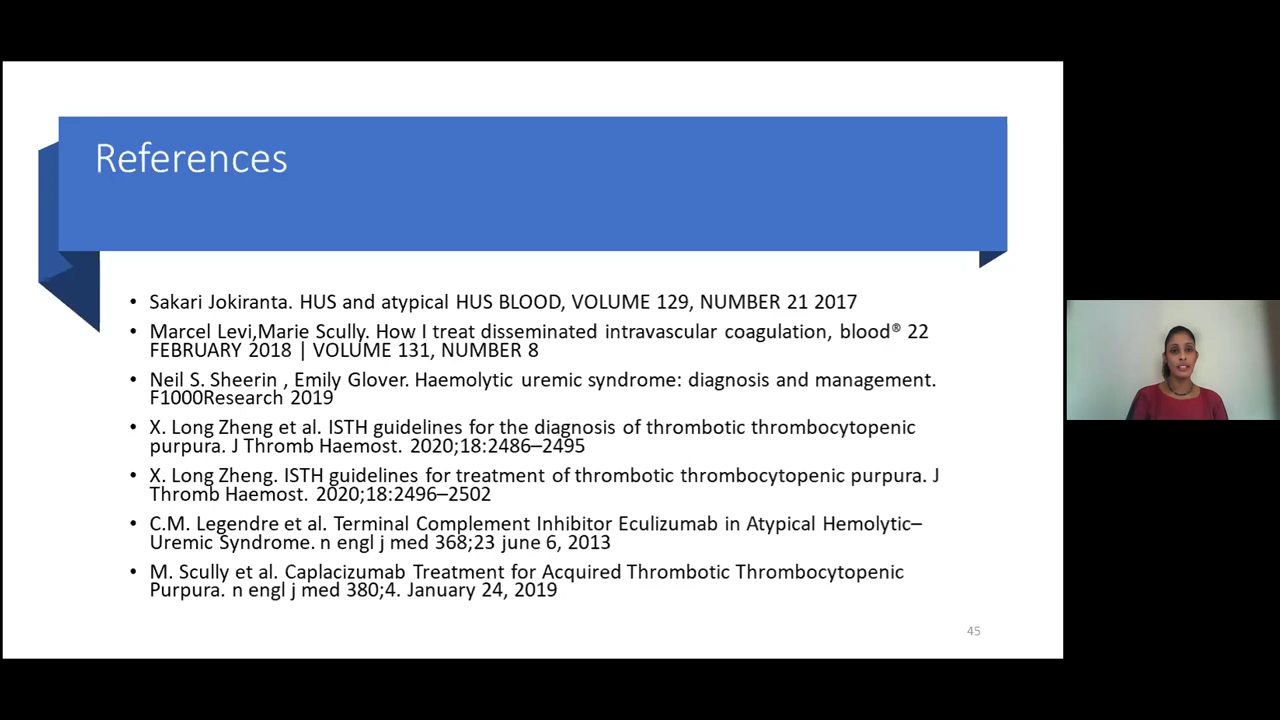 References
• Sakari Jokiranta. HUS and atypical HUS BLOOD, VOLUME 129, NUMBER 21 2017
• Marcel Levi,Marie Scully. How I treat disseminated intravascular coagulation, blood® 22
FEBRUARY 2018 | VOLUME 131, NUMBER 8
• Neil S. Sheerin , Emily Glover. Haemolytic uremic syndrome: diagnosis and management.
F1000Research 2019
• X. Long Zheng et al. ISTH guidelines for the diagnosis of thrombotic thrombocytopenic
purpura. J Thromb Haemost. 2020;18:2486–2495
• X. Long Zheng. ISTH guidelines for treatment of thrombotic thrombocytopenic purpura. J
Thromb Haemost. 2020;18:2496–2502
• C.M. Legendre et al. Terminal Complement Inhibitor Eculizumab in Atypical Hemolytic–
Uremic Syndrome. n engl j med 368;23 june 6, 2013
• M. Scully et al. Caplacizumab Treatment for Acquired Thrombotic Thrombocytopenic
Purpura. n engl j med 380;4. January 24, 2019
45